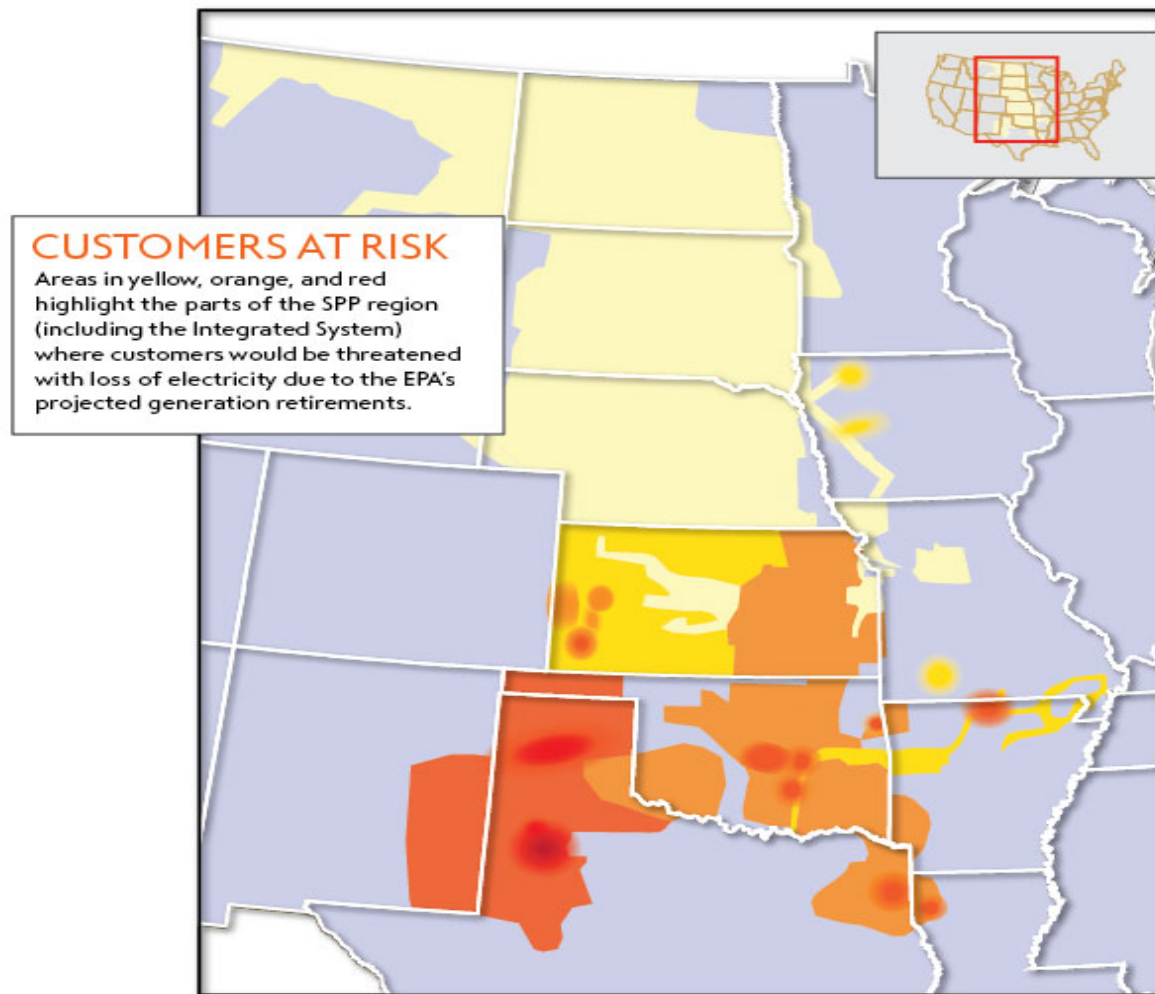 CUSTOMERS AT RISK
Areas in yellow, orange, and red
highlight the parts of the SPP region
(including the Integrated System)
where customers would be threatened
with loss of electricity due to the EPA's
projected generation retirements.